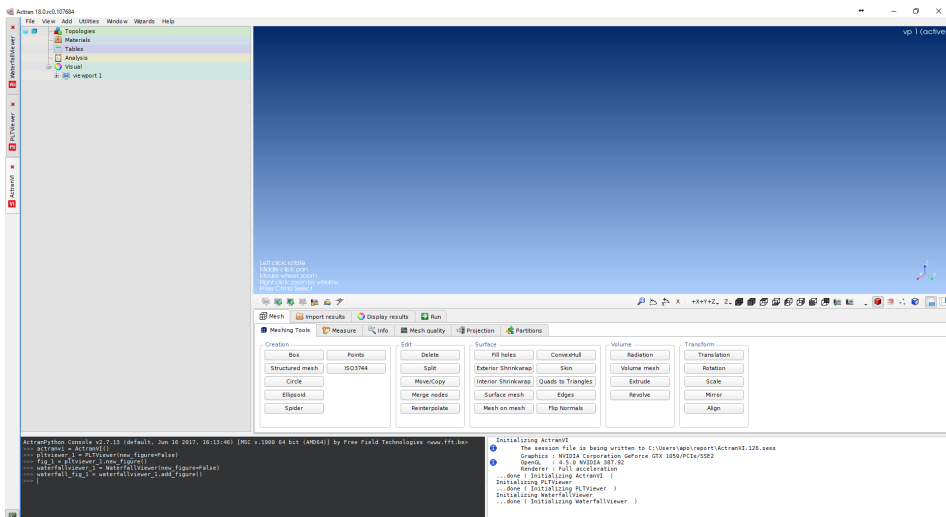 Actran 18.0.rc0.107684
File View Add Utilities Window Wizards Help
WaterfallViewer
PLTViewer
ActranVI
VI
Topologies
Materials
Tables
Analysis
Visual
viewport 1
vp 1 (active
Left click: rotate
Middle click: pan
Mouse wheel: zoom
Right click: zoom by window
Press Ctrl to Select
Mesh Import results Display results Run
Meshing Tools Measure Info Mesh quality Projection Partitions
Creation Edit Surface Volume Transform
Box Points Delete Fill holes ConvexHull Radiation Translation
Structured mesh ISO3744 Split Exterior Shrinkwrap Skin Volume mesh Rotation
Circle Move/Copy Interior Shrinkwrap Quads to Triangles Extrude Scale
Ellipsoid Merge nodes Surface mesh Edges Revolve Mirror
Spider Reinterpolate Mesh on mesh Flip Normals Align
ActranPython Console v2.7.13 (default, Jun 16 2017, 16:13:46) [MSC v.1900 64 bit (AMD64)] by Free Field Technologies <www.fft.be>
>>> actranvi = ActranVI()
>>> pltviewer_1 = PLTViewer(new_figure=False)
>>> fig_1 = pltviewer_1.new_figure()
>>> waterfallviewer_1 = WaterfallViewer(new_figure=False)
>>> waterfall_fig_1 = waterfallviewer_1.add_figure()
>>>
Initializing ActranVI
The session file is being written to C:\Users\apo\report\ActranVI.126.sess
Graphics : NVIDIA Corporation GeForce GTX 1050/PCIe/SSE2
OpenGL : 4.5.0 NVIDIA 387.92
Renderer : Full acceleration
...done ( Initializing ActranVI )
Initializing PLTViewer
...done ( Initializing PLTViewer )
Initializing WaterfallViewer
...done ( Initializing WaterfallViewer )